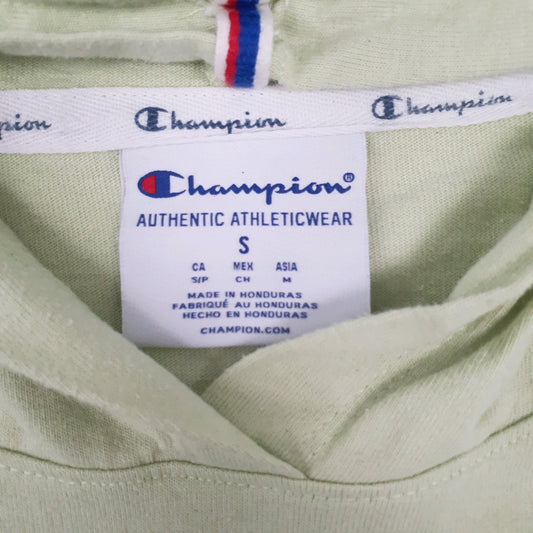 Champion Champion Champion
Champion®
AUTHENTIC ATHLETICWEAR
S
CA MEX ASIA
S/P CH M
MADE IN HONDURAS
FABRIQUÉ AU HONDURAS
HECHO EN HONDURAS
CHAMPION.COM